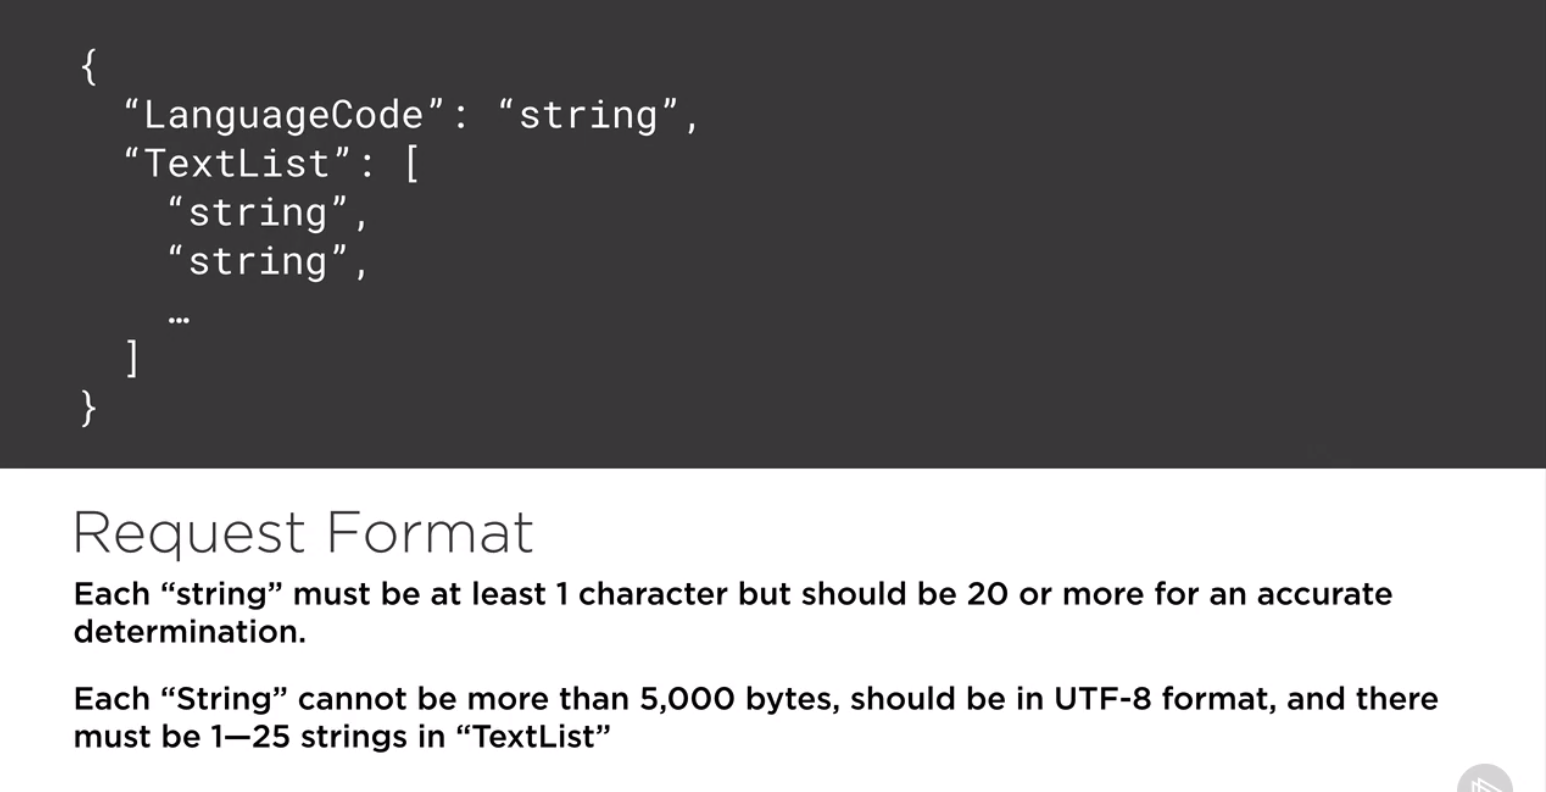 {
“LanguageCode”: “string”,
“TextList”: [
“string”,
“string”,
…
]
}
Request Format
Each “string” must be at least 1 character but should be 20 or more for an accurate
determination.
Each “String” cannot be more than 5,000 bytes, should be in UTF-8 format, and there
must be 1—25 strings in “TextList”